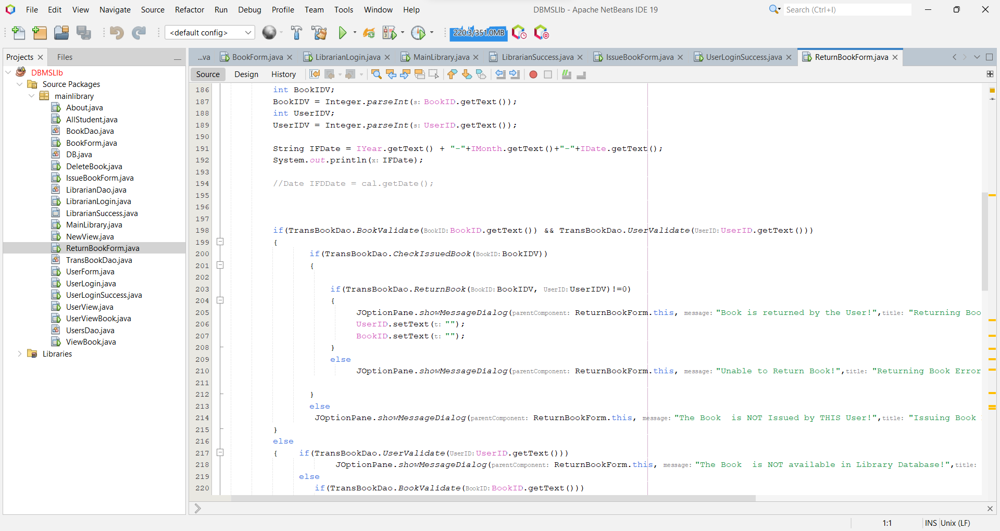 File Edit View Navigate Source Refactor Run Debug Profile Team Tools Window Help
DBMSLIb - Apache NetBeans IDE 19
Search (Ctrl+I)
<default config>
220.3/351.0MB
Projects Files
DBMSLIb
Source Packages
mainlibrary
About.java
AllStudent.java
BookDao.java
BookForm.java
DB.java
DeleteBook.java
IssueBookForm.java
LibrarianDao.java
LibrarianLogin.java
LibrarianSuccess.java
MainLibrary.java
NewView.java
ReturnBookForm.java
TransBookDao.java
UserForm.java
UserLogin.java
UserLoginSuccess.java
UserView.java
UserViewBook.java
UsersDao.java
ViewBook.java
Libraries
...va BookForm.java LibrarianLogin.java MainLibrary.java LibrarianSuccess.java IssueBookForm.java UserLoginSuccess.java ReturnBookForm.java
Source Design History
186 int BookIDV;
187 BookIDV = Integer.parseInt(s: BookID.getText());
188 int UserIDV;
189 UserIDV = Integer.parseInt(s: UserID.getText());
190
191 String IFDate = IYear.getText() + "-"+IMonth.getText()+"-"+IDate.getText();
192 System.out.println(x: IFDate);
193
194 //Date IFDDate = cal.getDate();
195
196
197
198 if(TransBookDao.BookValidate(BookID: BookID.getText()) && TransBookDao.UserValidate(UserID: UserID.getText()))
199 {
200 if(TransBookDao.CheckIssuedBook(BookID: BookIDV))
201 {
202
203 if(TransBookDao.ReturnBook(BookID: BookIDV, UserID: UserIDV)!=0)
204 {
205 JOptionPane.showMessageDialog(parentComponent: ReturnBookForm.this, message: "Book is returned by the User!",title: "Returning Boo
206 UserID.setText(t: "");
207 BookID.setText(t: "");
208 }
209 else
210 JOptionPane.showMessageDialog(parentComponent: ReturnBookForm.this, message: "Unable to Return Book!",title: "Returning Book Error
211
212 }
213 else
214 JOptionPane.showMessageDialog(parentComponent: ReturnBookForm.this, message: "The Book  is NOT Issued by THIS User!",title: "Issuing Book
215 }
216 else
217 { if(TransBookDao.UserValidate(UserID: UserID.getText()))
218 JOptionPane.showMessageDialog(parentComponent: ReturnBookForm.this, message: "The Book  is NOT available in Library Database!",title:
219 else
220 if(TransBookDao.BookValidate(BookID: BookID.getText()))
1:1 INS Unix (LF)